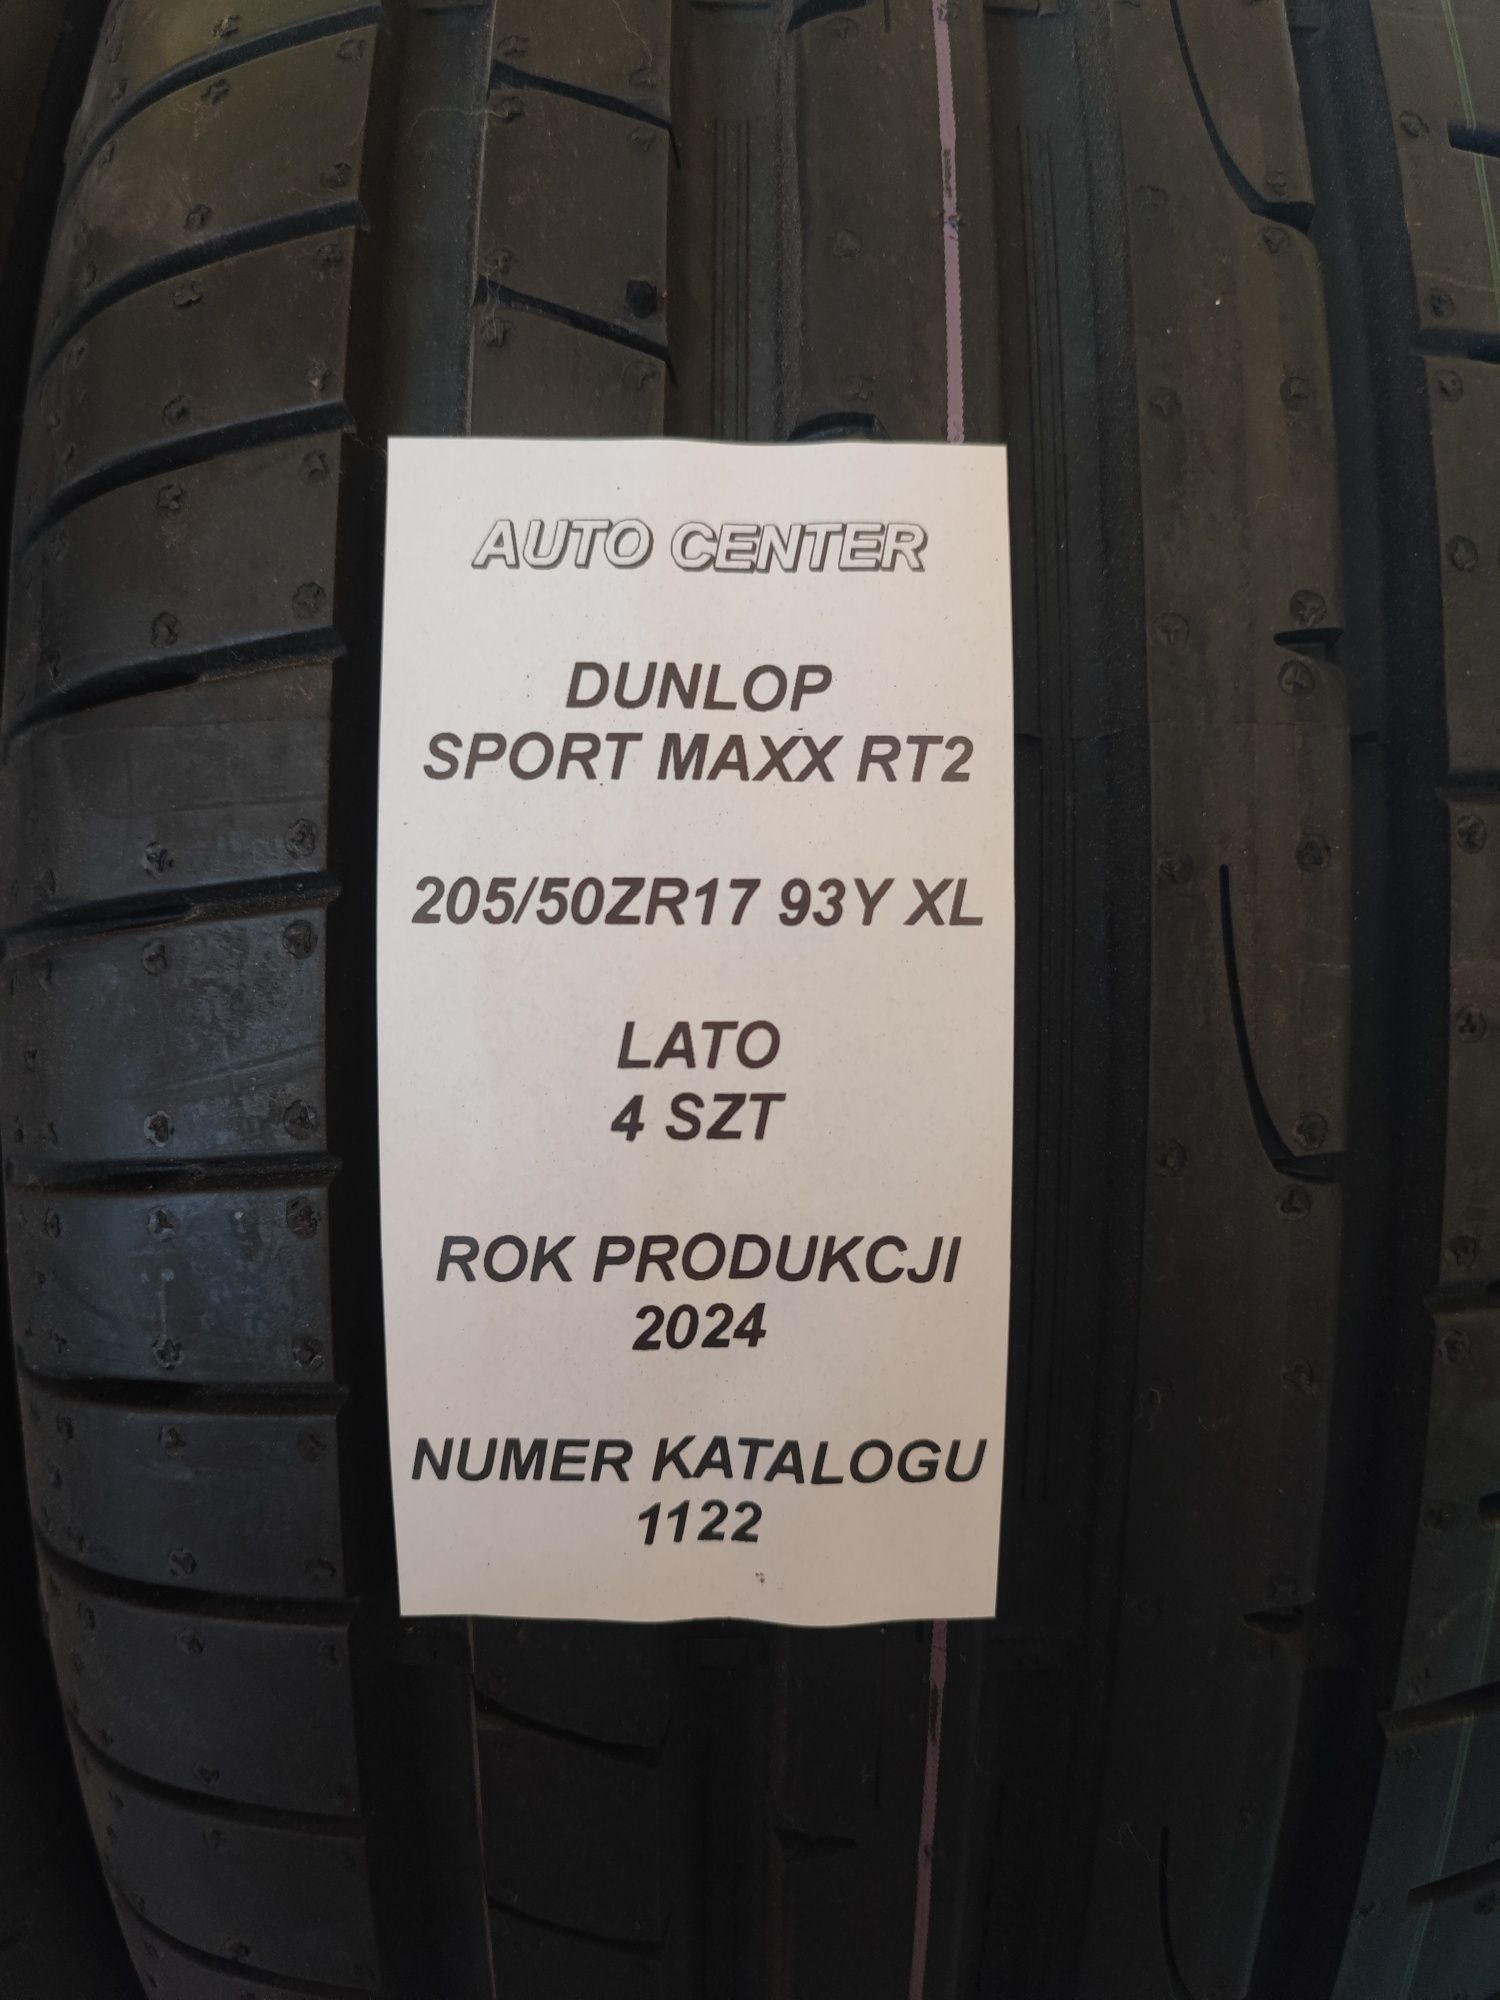 AUTO CENTER
DUNLOP
SPORT MAXX RT2
205/50ZR17 93Y XL
LATO
4 SZT
ROK PRODUKCJI
2024
NUMER KATALOGU
1122